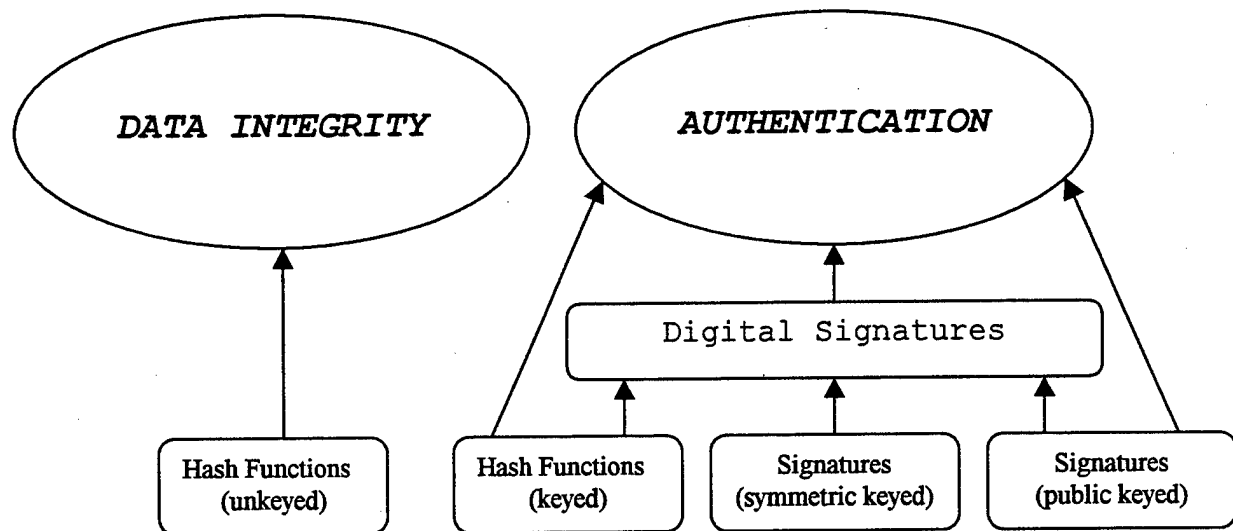 DATA INTEGRITY
AUTHENTICATION
Digital Signatures
Hash Functions
(unkeyed)
Hash Functions
(keyed)
Signatures
(symmetric keyed)
Signatures
(public keyed)